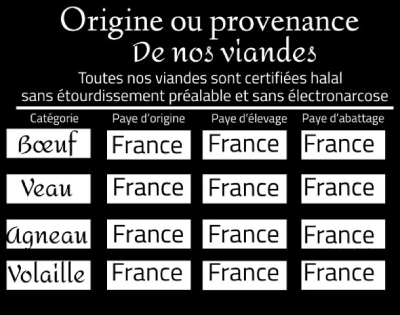 Origine ou provenance
De nos viandes
Toutes nos viandes sont certifiées halal
sans étourdissement préalable et sans électronarcose
Catégorie Paye d'origine Paye d'élevage Paye d'abattage
Bœuf France France France
Veau France France France
Agneau France France France
Volaille France France France